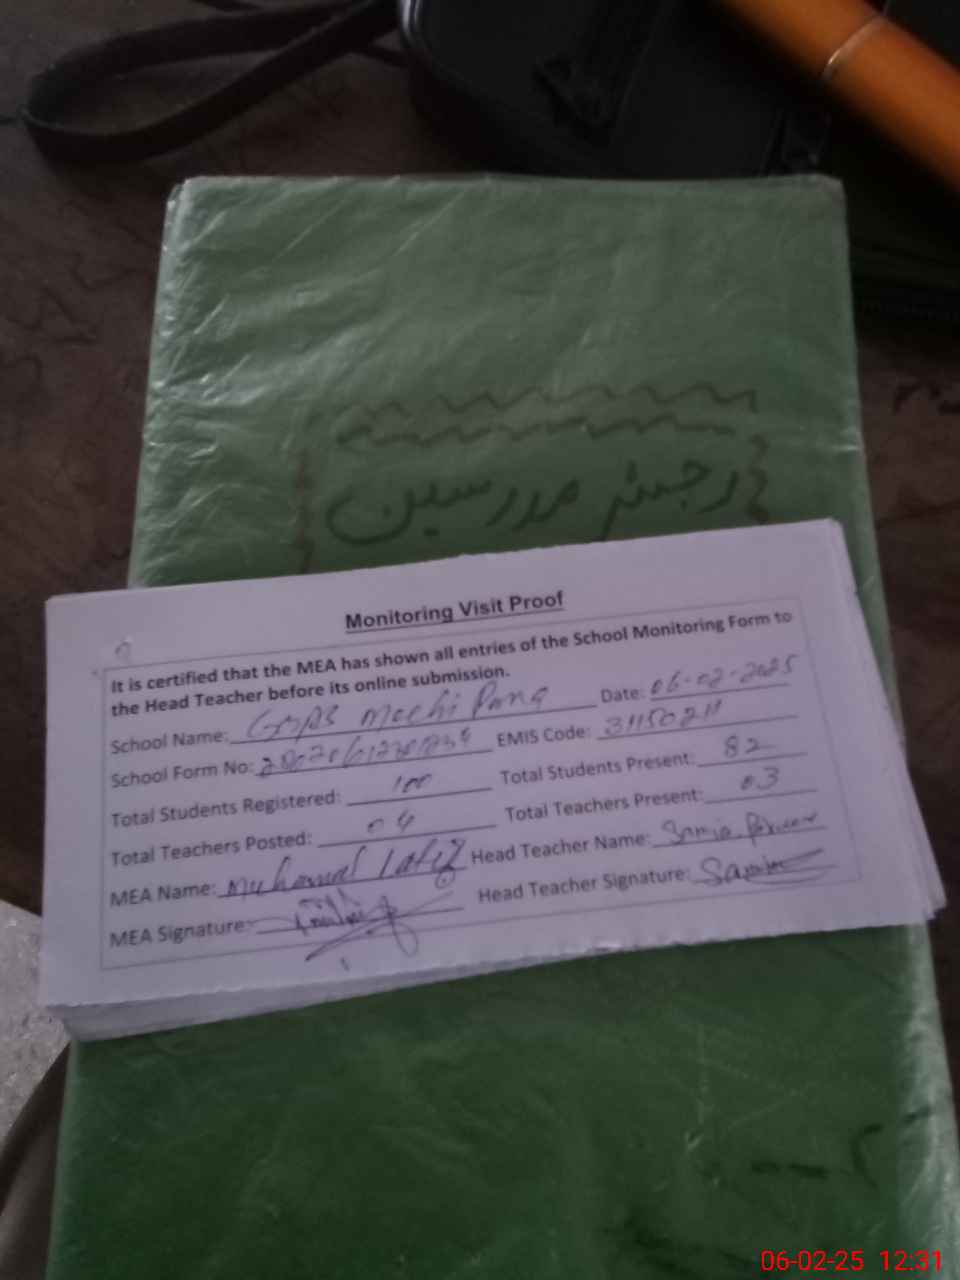 رجسٹر مدرسین
Monitoring Visit Proof
It is certified that the MEA has shown all entries of the School Monitoring Form to
the Head Teacher before its online submission.
School Name: GMPS Mochi Date: 06-02-2025
School Form No: EMIS Code: 31150211
Total Students Registered: 100 Total Students Present: 82
Total Teachers Posted: 04 Total Teachers Present: 03
MEA Name: Muhammad Latif Head Teacher Name: Samia
MEA Signature: Head Teacher Signature: Samia
06-02-25 12:31